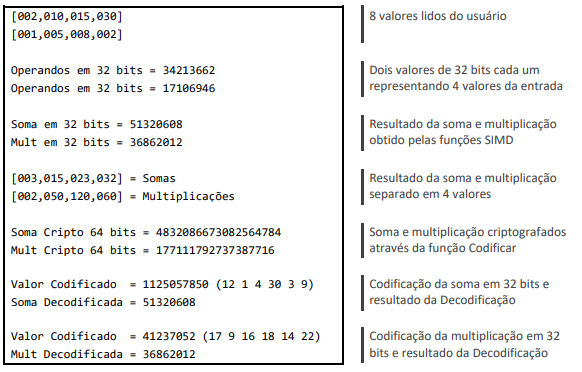 [002,010,015,030]
[001,005,008,002]
8 valores lidos do usuário
Operandos em 32 bits = 34213662
Operandos em 32 bits = 17106946
Dois valores de 32 bits cada um
representando 4 valores da entrada
Soma em 32 bits = 51320608
Mult em 32 bits = 36862012
Resultado da soma e multiplicação
obtido pelas funções SIMD
[003,015,023,032] = Somas
[002,050,120,060] = Multiplicações
Resultado da soma e multiplicação
separado em 4 valores
Soma Cripto 64 bits = 4832086673082564784
Mult Cripto 64 bits = 177111792737387716
Soma e multiplicação criptografados
através da função Codificar
Valor Codificado = 1125057850 (12 1 4 30 3 9)
Soma Decodificada = 51320608
Codificação da soma em 32 bits e
resultado da Decodificação
Valor Codificado = 41237052 (17 9 16 18 14 22)
Mult Decodificada = 36862012
Codificação da multiplicação em 32
bits e resultado da Decodificação